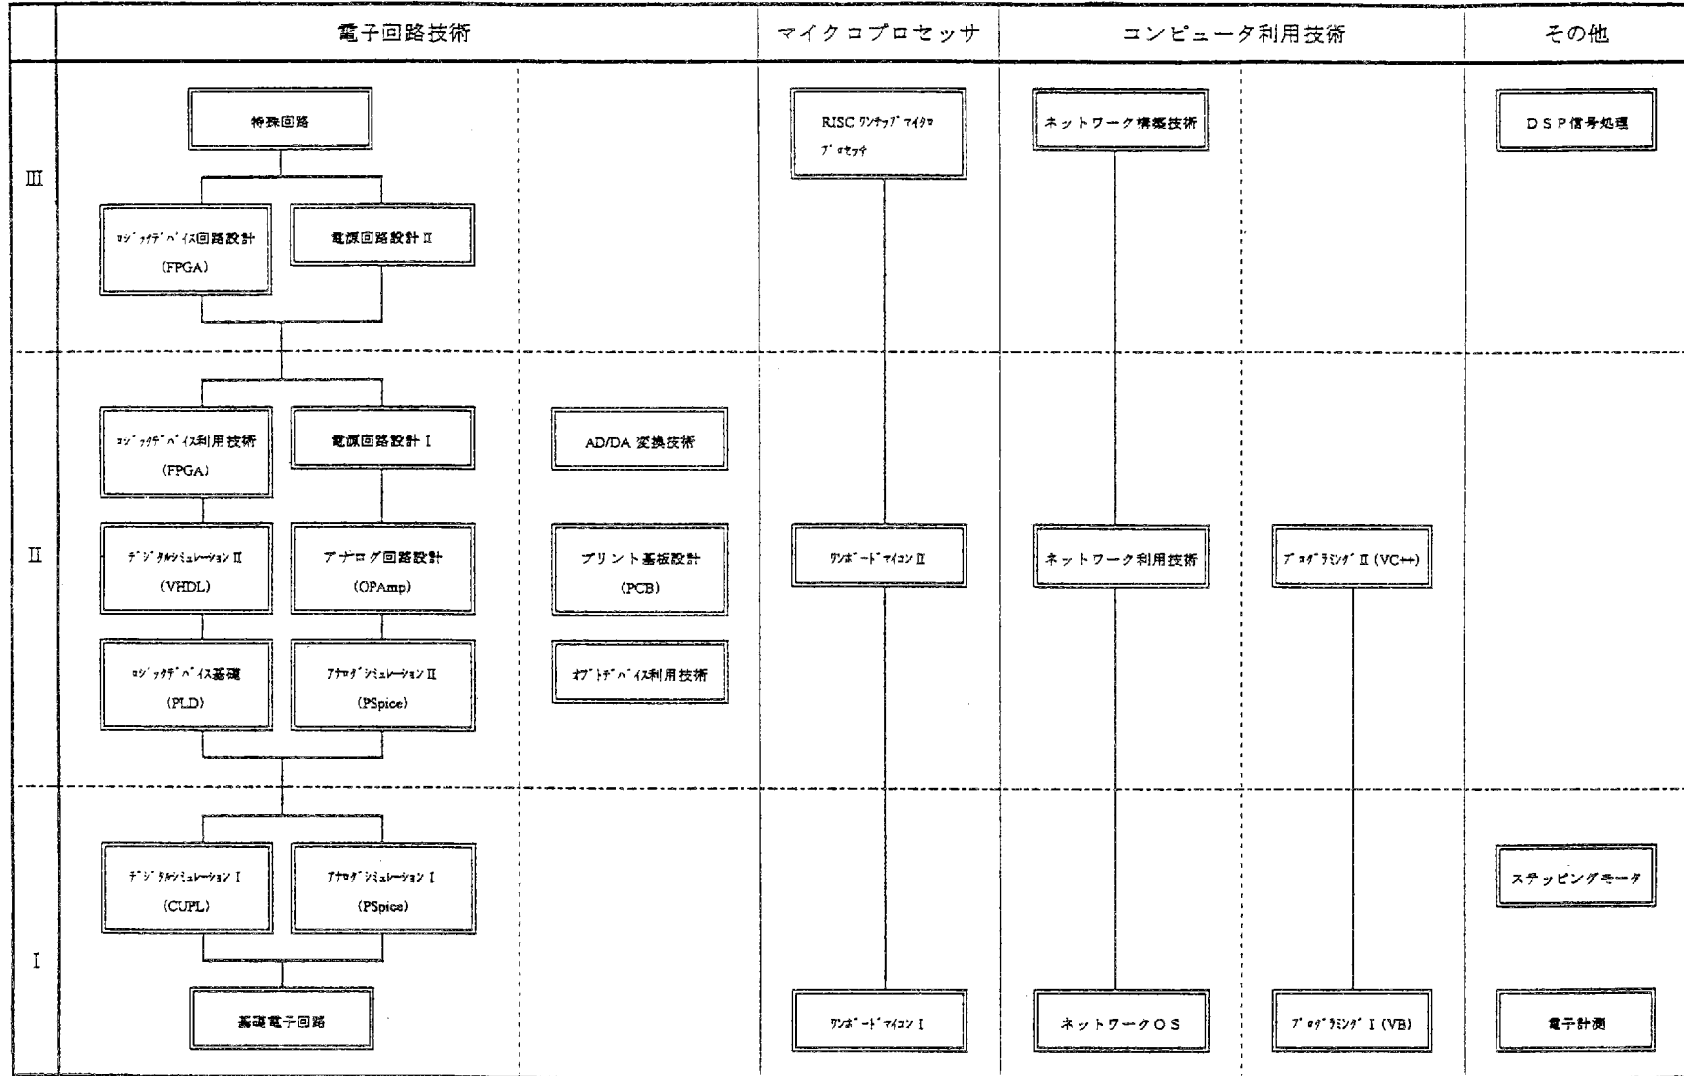 電子回路技術
マイクロプロセッサ
コンピュータ利用技術
その他
Ⅲ
特殊回路
RISC ワンチップマイクロ
プロセッサ
ネットワーク構築技術
DSP信号処理
ロジックデバイス回路設計
(FPGA)
電源回路設計Ⅱ
Ⅱ
ロジックデバイス利用技術
(FPGA)
電源回路設計Ⅰ
AD/DA 変換技術
デジタルシミュレーションⅡ
(VHDL)
アナログ回路設計
(OPAmp)
プリント基板設計
(PCB)
ワンボードマイコンⅡ
ネットワーク利用技術
プログラミングⅡ(VC++)
ロジックデバイス基礎
(PLD)
アナログシミュレーションⅡ
(PSpice)
オプトデバイス利用技術
Ⅰ
デジタルシミュレーションⅠ
(CUPL)
アナログシミュレーションⅠ
(PSpice)
ステッピングモータ
基礎電子回路
ワンボードマイコンⅠ
ネットワークOS
プログラミングⅠ(VB)
電子計測